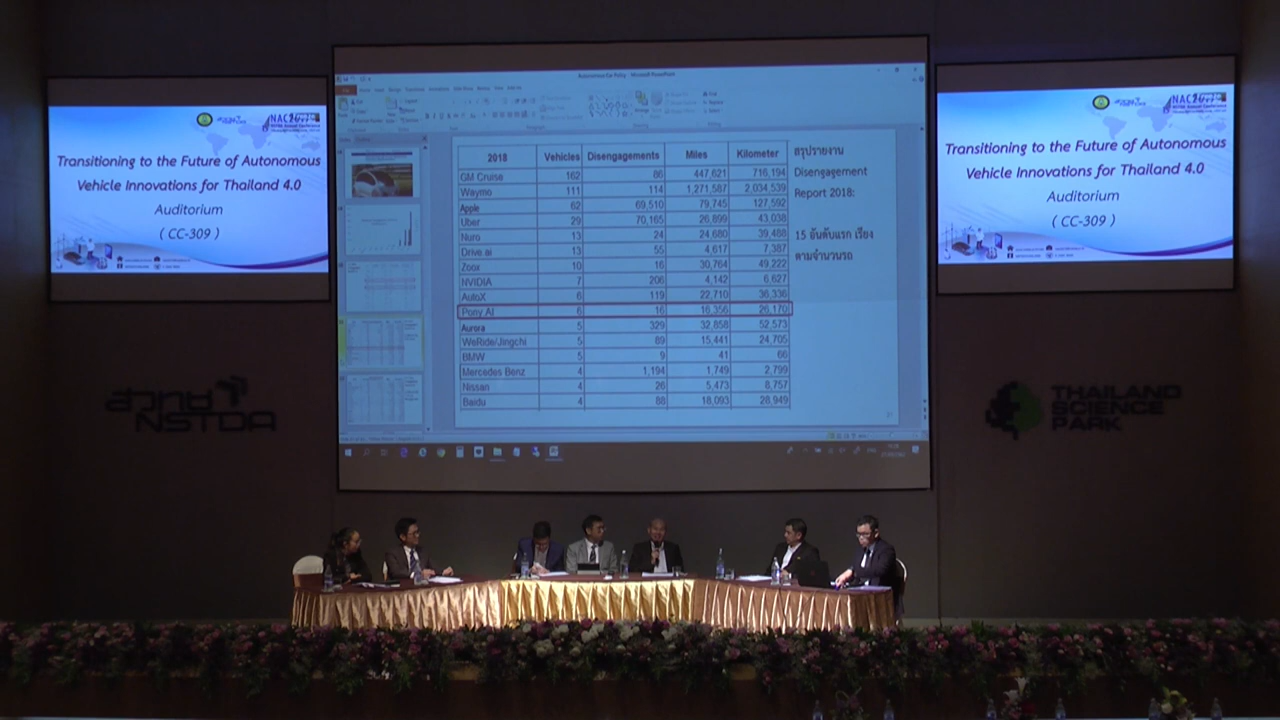 NAC2019
Transitioning to the Future of Autonomous
Vehicle Innovations for Thailand 4.0
Auditorium
( CC-309 )
2018 Vehicles Disengagements Miles Kilometer
GM Cruise 162 86 447,621 716,194
Waymo 111 114 1,271,587 2,034,539
Apple 62 69,510 79,745 127,592
Uber 29 70,165 26,899 43,038
Nuro 13 24 24,680 39,488
Drive.ai 13 55 4,617 7,387
Zoox 10 16 30,764 49,222
NVIDIA 7 206 4,142 6,627
AutoX 6 119 22,710 36,336
Pony.AI 6 16 16,356 26,170
Aurora 5 329 32,858 52,573
WeRide/Jingchi 5 89 15,441 24,705
BMW 5 9 41 66
Mercedes Benz 4 1,194 1,749 2,799
Nissan 4 26 5,473 8,757
Baidu 4 88 18,093 28,949
สรุปรายงาน
Disengagement
Report 2018:
15 อันดับแรก เรียง
ตามจำนวนรถ
Transitioning to the Future of Autonomous
Vehicle Innovations for Thailand 4.0
Auditorium
( CC-309 )
สวทช
NSTDA
THAILAND
SCIENCE
PARK